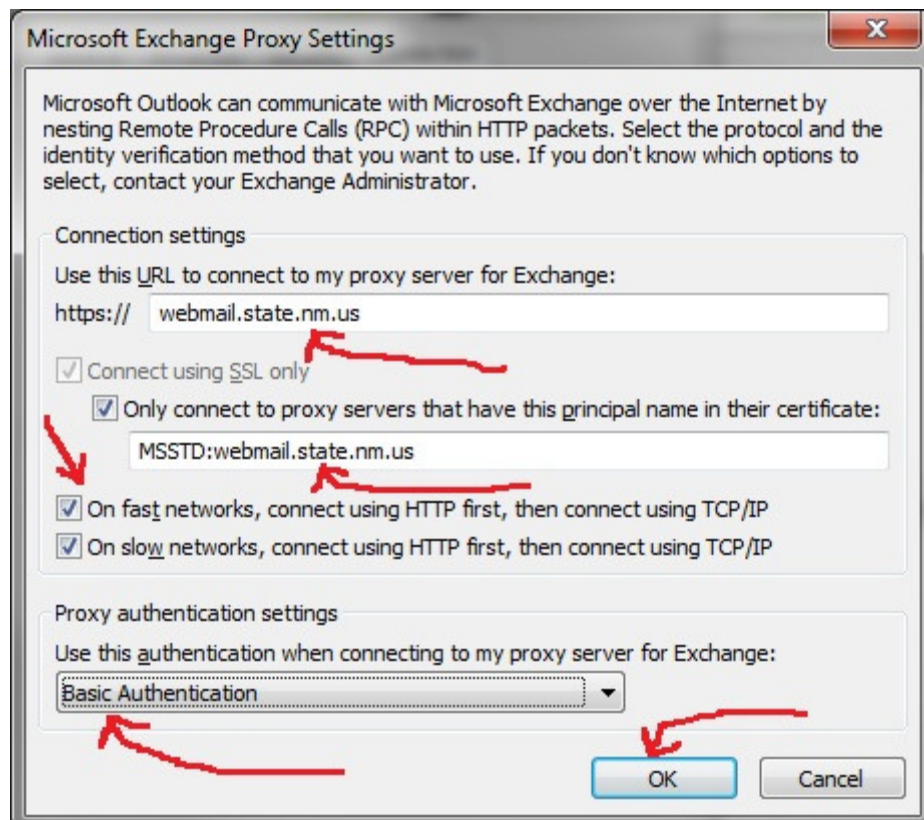 Microsoft Exchange Proxy Settings
Microsoft Outlook can communicate with Microsoft Exchange over the Internet by
nesting Remote Procedure Calls (RPC) within HTTP packets. Select the protocol and the
identity verification method that you want to use. If you don't know which options to
select, contact your Exchange Administrator.
Connection settings
Use this URL to connect to my proxy server for Exchange:
https:// webmail.state.nm.us
Connect using SSL only
Only connect to proxy servers that have this principal name in their certificate:
MSSTD:webmail.state.nm.us
On fast networks, connect using HTTP first, then connect using TCP/IP
On slow networks, connect using HTTP first, then connect using TCP/IP
Proxy authentication settings
Use this authentication when connecting to my proxy server for Exchange:
Basic Authentication
OK Cancel